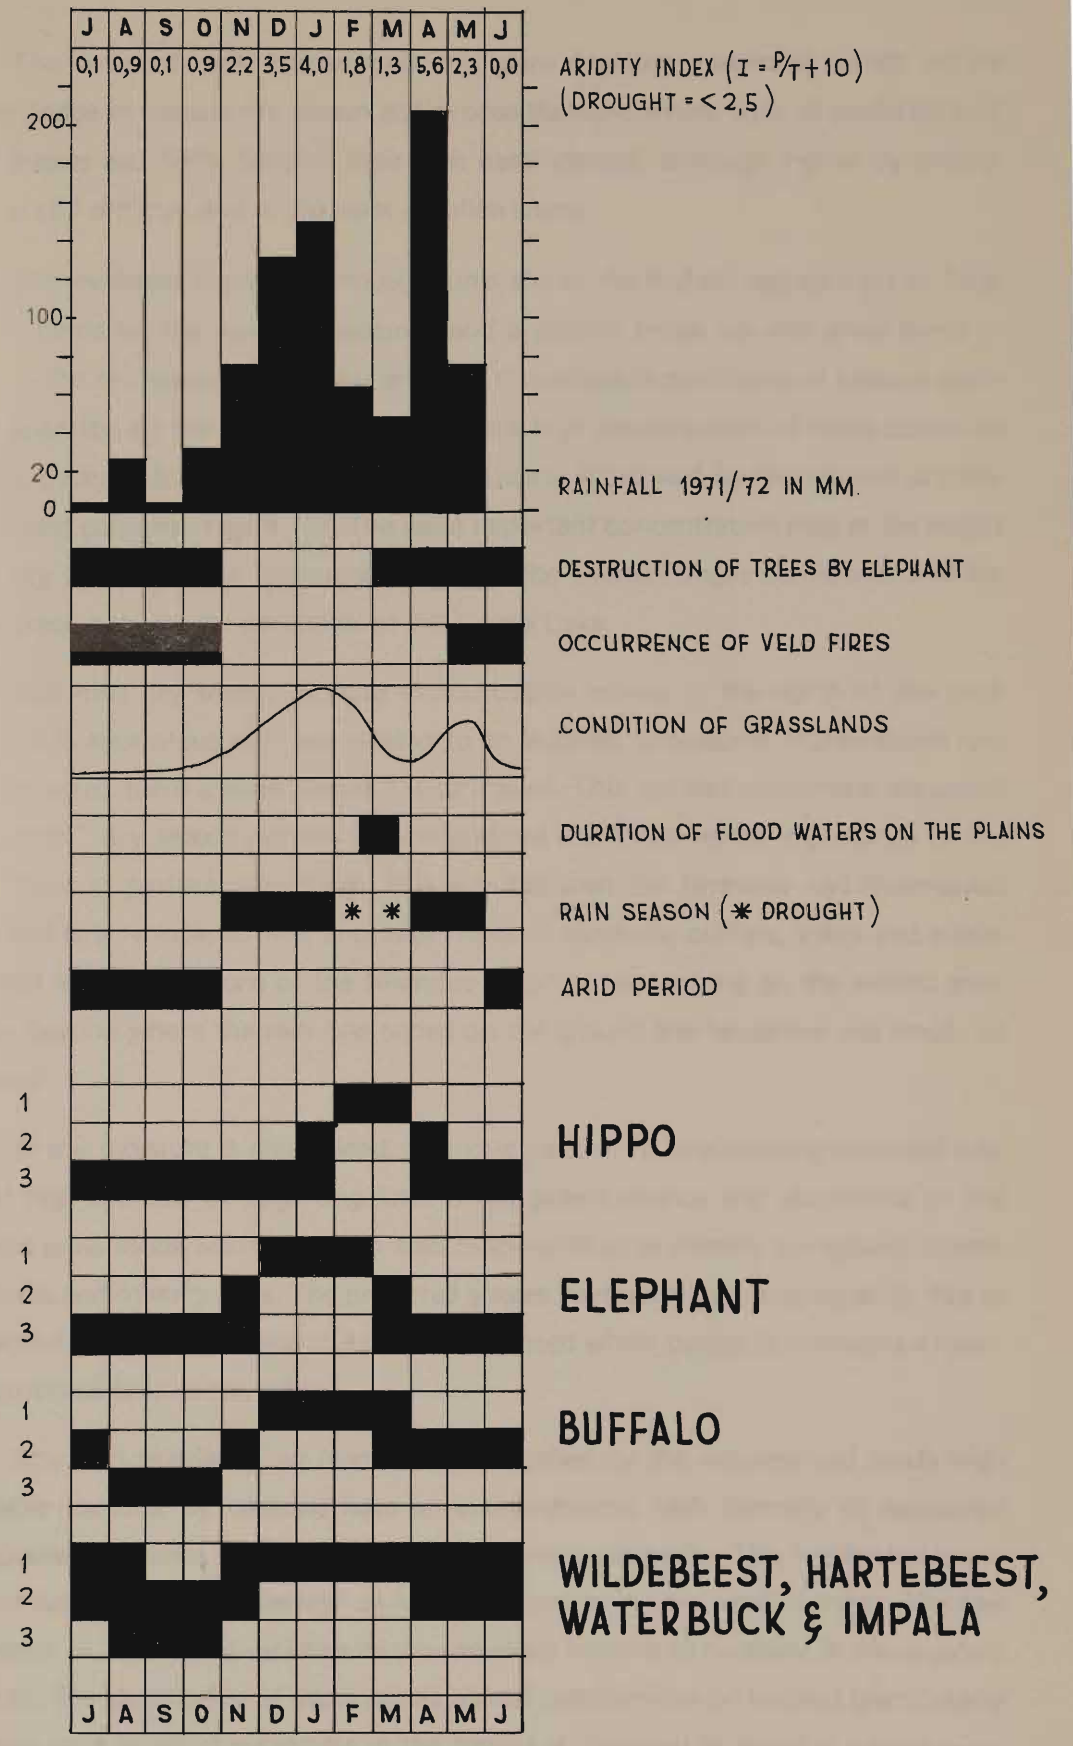 J A S O N D J F M A M J
0,1 0,9 0,1 0,9 2,2 3,5 4,0 1,8 1,3 5,6 2,3 0,0
ARIDITY INDEX (I = P/T+10)
(DROUGHT = <2,5)
200
100
20
0
RAINFALL 1971/72 IN MM.
DESTRUCTION OF TREES BY ELEPHANT
OCCURRENCE OF VELD FIRES
CONDITION OF GRASSLANDS
DURATION OF FLOOD WATERS ON THE PLAINS
* *
RAIN SEASON (* DROUGHT)
ARID PERIOD
1
2
3
HIPPO
1
2
3
ELEPHANT
1
2
3
BUFFALO
1
2
3
WILDEBEEST, HARTEBEEST,
WATERBUCK & IMPALA
J A S O N D J F M A M J